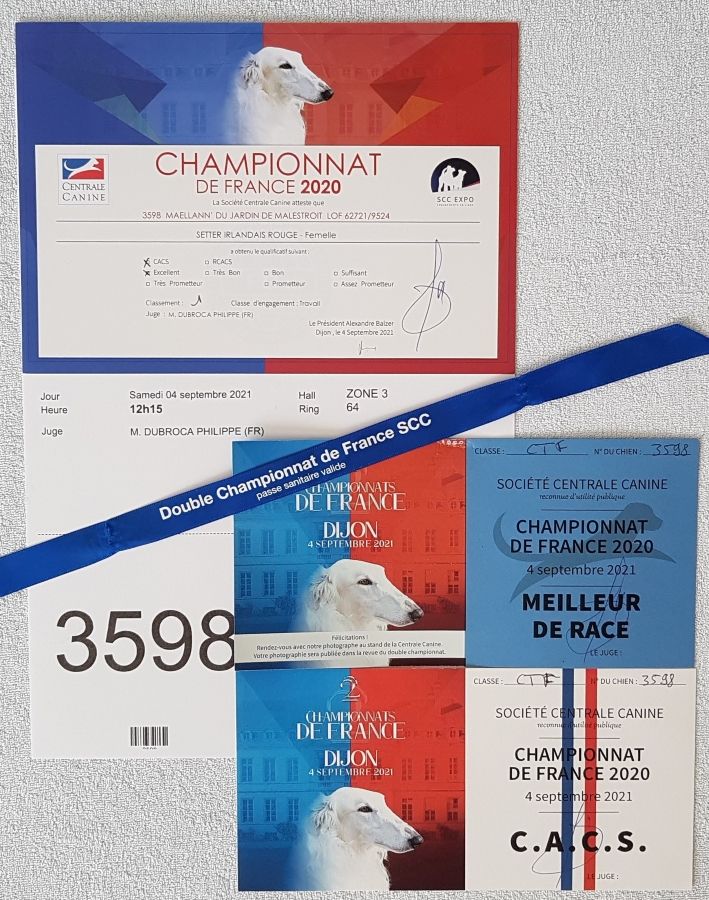 CENTRALE
CANINE
CHAMPIONNAT
DE FRANCE 2020
SCC EXPO
La Société Centrale Canine atteste que
3598 MAELLANN' DU JARDIN DE MALESTROIT LOF 62721/9524
SETTER IRLANDAIS ROUGE - Femelle
a obtenu le qualificatif suivant :
CACS RCACS
Excellent Très Bon Bon Suffisant
Très Prometteur Prometteur Assez Prometteur
Classement : 1 Classe d'engagement : Travail
Juge : M. DUBROCA PHILIPPE (FR)
Le Président Alexandre Balzer
Dijon, le 4 Septembre 2021
Jour Samedi 04 septembre 2021 Hall ZONE 3
Heure 12h15 Ring 64
Juge M. DUBROCA PHILIPPE (FR)
Double Championnat de France SCC
passe sanitaire valide
3598
CHAMPIONNATS
DE FRANCE
DIJON
4 SEPTEMBRE 2021
Félicitations !
Rendez-vous avec notre photographe au stand de la Centrale Canine.
Votre photographie sera publiée dans la revue du double championnat.
CLASSE : CTF N° DU CHIEN : 3598
SOCIÉTÉ CENTRALE CANINE
reconnue d'utilité publique
CHAMPIONNAT
DE FRANCE 2020
4 septembre 2021
MEILLEUR
DE RACE
LE JUGE :
2
CHAMPIONNATS
DE FRANCE
DIJON
4 SEPTEMBRE 2021
CLASSE : CTF N° DU CHIEN : 3598
SOCIÉTÉ CENTRALE CANINE
reconnue d'utilité publique
CHAMPIONNAT
DE FRANCE 2020
4 septembre 2021
C.A.C.S.
LE JUGE :